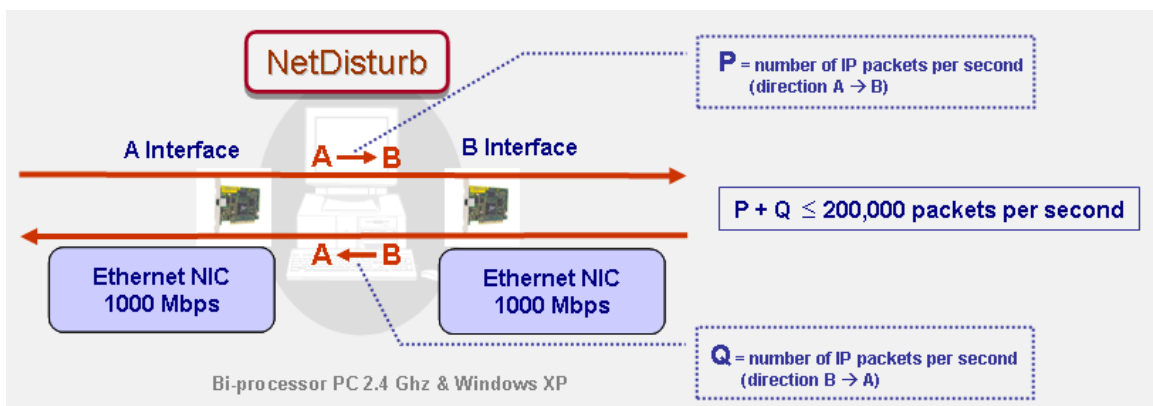 NetDisturb
P = number of IP packets per second
(direction A → B)
A Interface
A → B
B Interface
P + Q ≤ 200,000 packets per second
A ← B
Ethernet NIC
1000 Mbps
Ethernet NIC
1000 Mbps
Q = number of IP packets per second
(direction B → A)
Bi-processor PC 2.4 Ghz & Windows XP